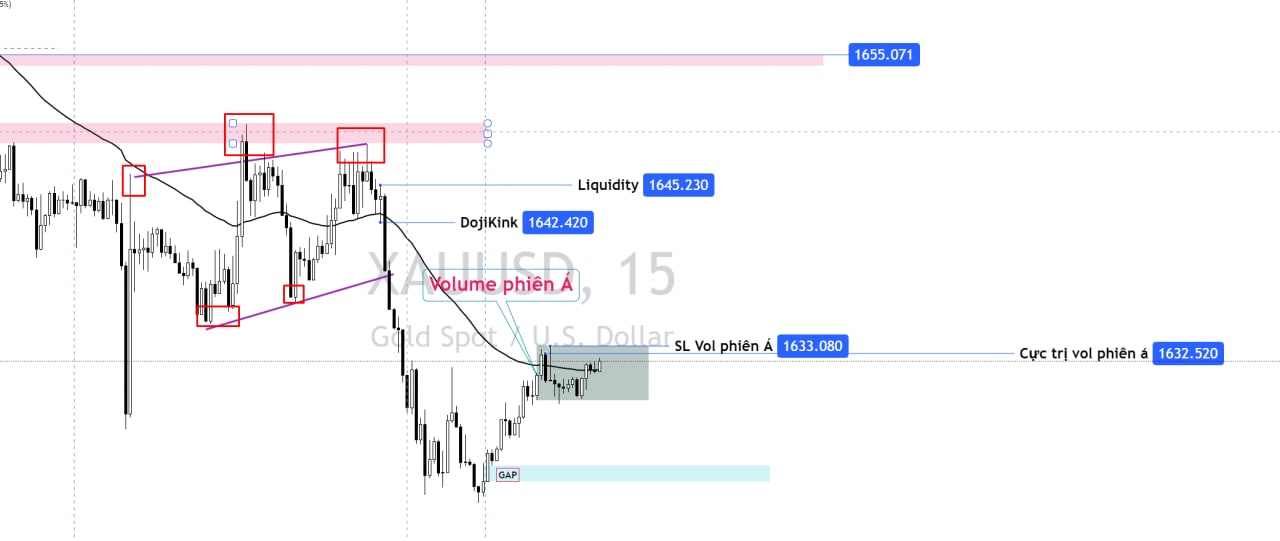 5%)
1655.071
Liquidity 1645.230
DojiKink 1642.420
XAUUSD, 15
Volume phiên Á
Gold Spot / U.S. Dollar
SL Vol phiên Á 1633.080
Cực trị vol phiên á 1632.520
GAP